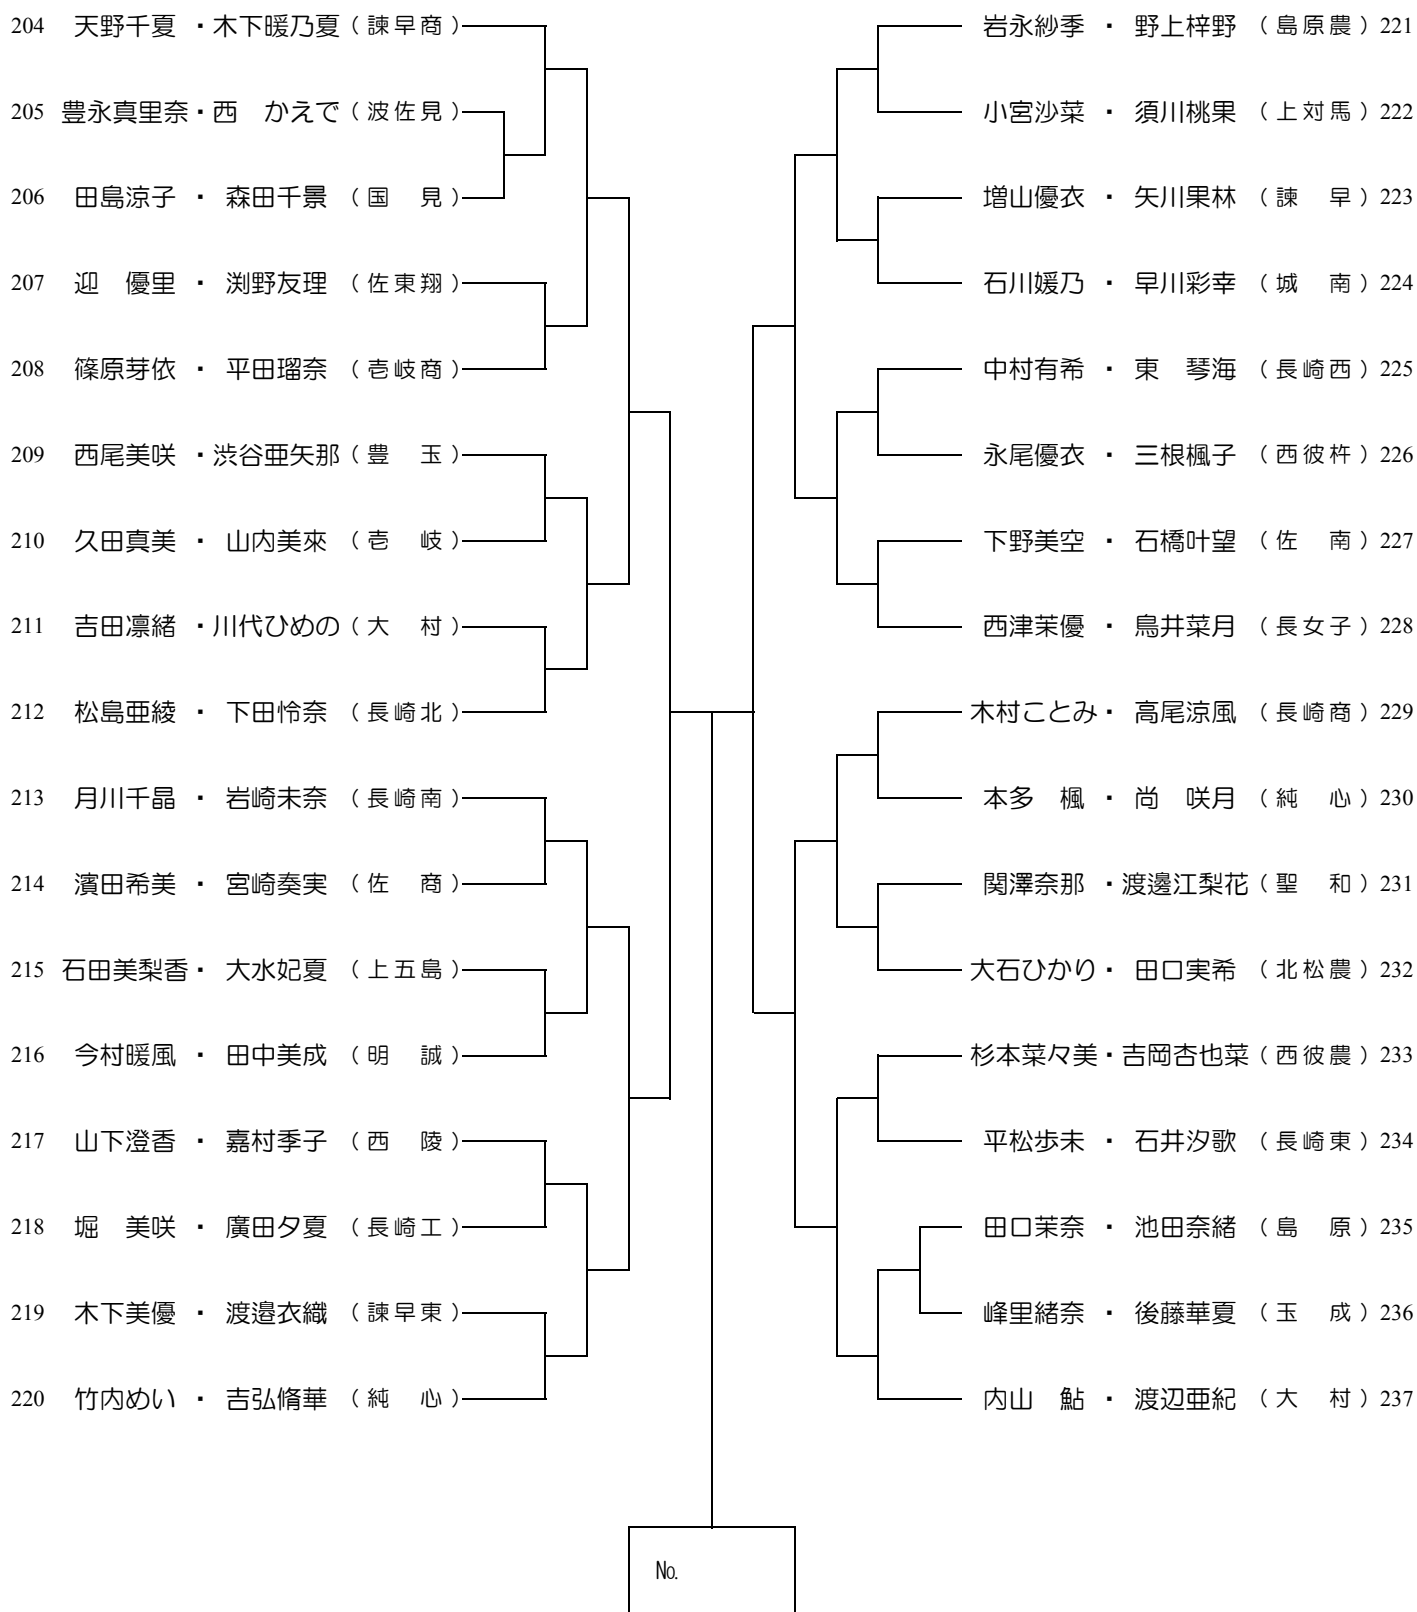 204 天野千夏 ・木下暖乃夏（諫早商）
205 豊永真里奈・西　かえで（波佐見）
206 田島涼子 ・ 森田千景 （国　見）
207 迎　優里 ・ 渕野友理 （佐東翔）
208 篠原芽依 ・ 平田瑠奈 （壱岐商）
209 西尾美咲 ・渋谷亜矢那（豊　玉）
210 久田真美 ・ 山内美來 （壱　岐）
211 吉田凛緒 ・川代ひめの（大　村）
212 松島亜綾 ・ 下田怜奈 （長崎北）
213 月川千晶 ・ 岩崎未奈 （長崎南）
214 濱田希美 ・ 宮崎奏実 （佐　商）
215 石田美梨香・ 大水妃夏 （上五島）
216 今村暖風 ・ 田中美成 （明　誠）
217 山下澄香 ・ 嘉村季子 （西　陵）
218 堀　美咲 ・ 廣田夕夏 （長崎工）
219 木下美優 ・ 渡邉衣織 （諫早東）
220 竹内めい ・ 吉弘脩華 （純　心）
岩永紗季 ・ 野上梓野 （島原農）221
小宮沙菜 ・ 須川桃果 （上対馬）222
増山優衣 ・ 矢川果林 （諫　早）223
石川媛乃 ・ 早川彩幸 （城　南）224
中村有希 ・ 東　琴海 （長崎西）225
永尾優衣 ・ 三根楓子 （西彼杵）226
下野美空 ・ 石橋叶望 （佐　南）227
西津茉優 ・ 鳥井菜月 （長女子）228
木村ことみ・ 高尾涼風 （長崎商）229
本多　楓 ・ 尚　咲月 （純　心）230
関澤奈那 ・渡邊江梨花（聖　和）231
大石ひかり・ 田口実希 （北松農）232
杉本菜々美・吉岡杏也菜（西彼農）233
平松歩未 ・ 石井汐歌 （長崎東）234
田口茉奈 ・ 池田奈緒 （島　原）235
峰里緒奈 ・ 後藤華夏 （玉　成）236
内山　鮎 ・ 渡辺亜紀 （大　村）237
№